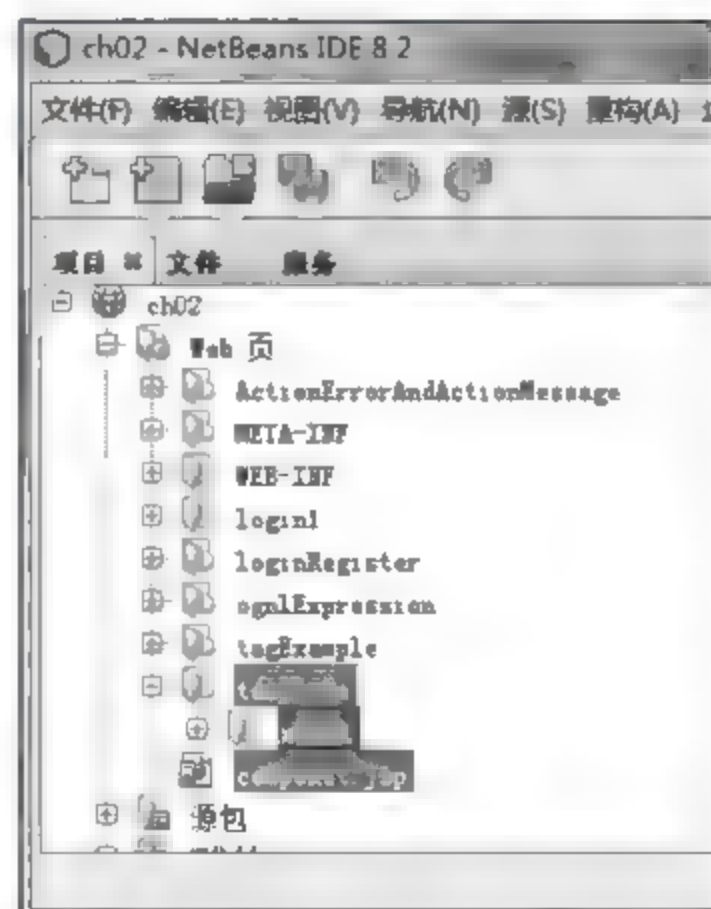 ch02 - NetBeans IDE 8.2
文件(F) 编辑(E) 视图(V) 导航(N) 源(S) 重构(A)
项目 文件 服务
ch02
Web 页
ActionErrorAndActionMessage
META-INF
WEB-INF
login1
loginRegister
ognlExpression
tagExample
源包